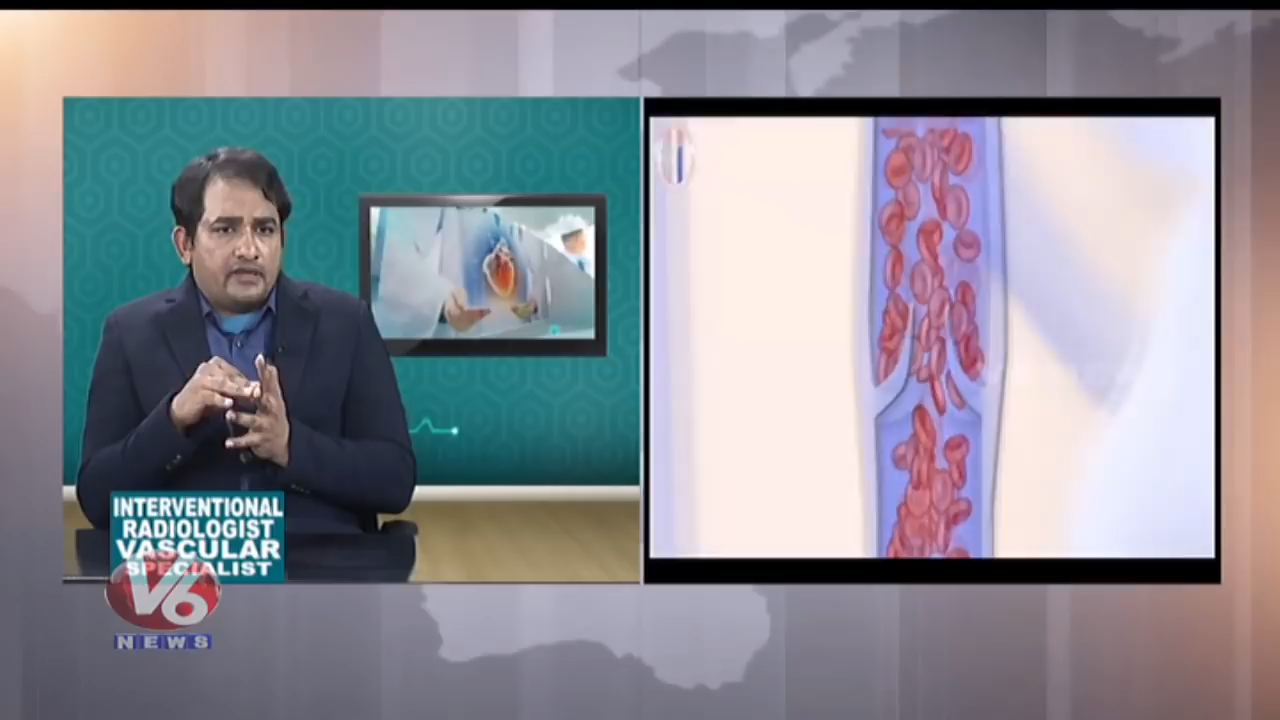 INTERVENTIONAL
RADIOLOGIST
VASCULAR
SPECIALIST
V6
NEWS